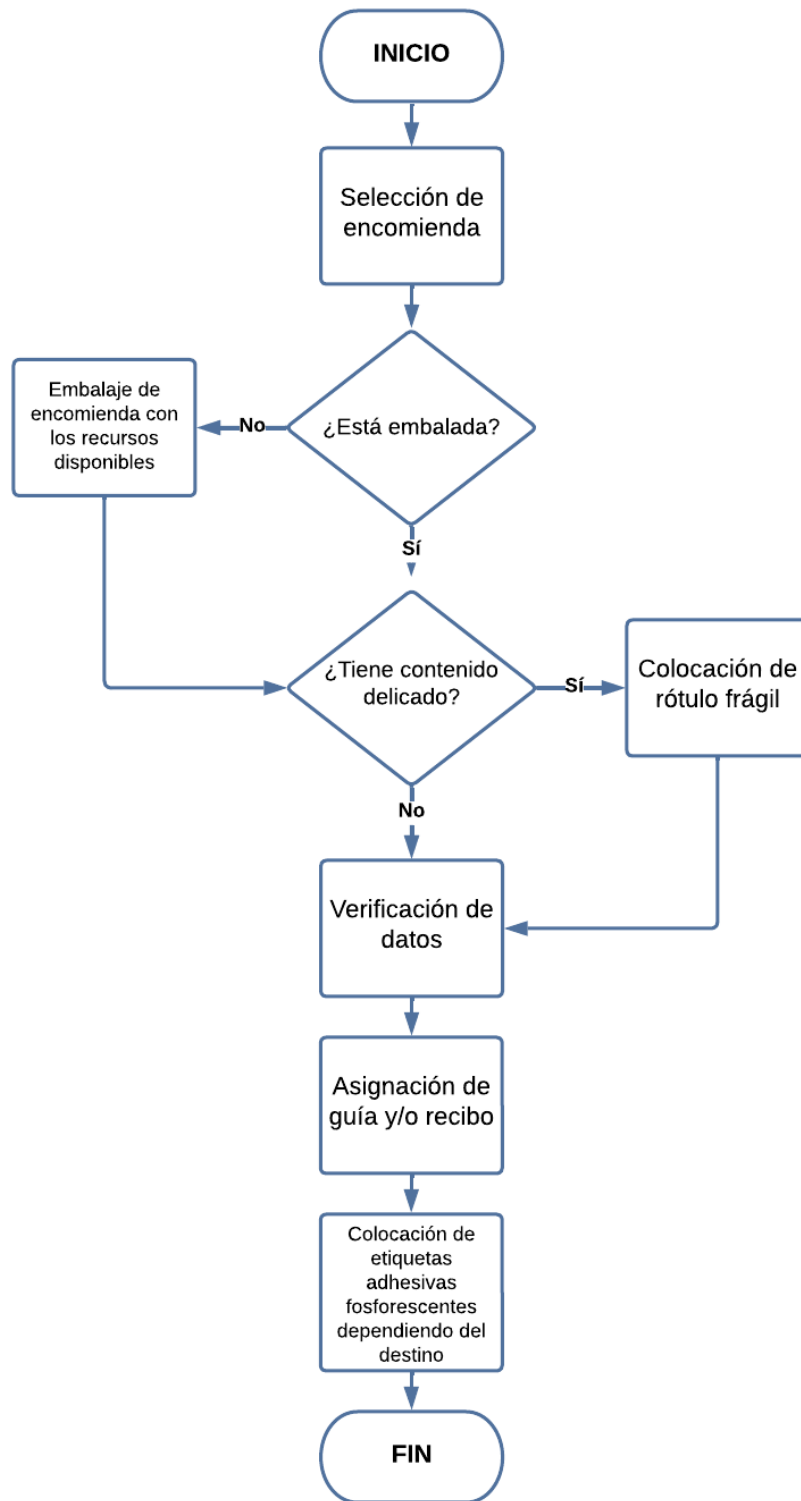 INICIO
Selección de
encomienda
¿Está embalada?
No
Embalaje de
encomienda con
los recursos
disponibles
Sí
¿Tiene contenido
delicado?
Sí
Colocación de
rótulo frágil
No
Verificación de
datos
Asignación de
guía y/o recibo
Colocación de
etiquetas
adhesivas
fosforescentes
dependiendo del
destino
FIN